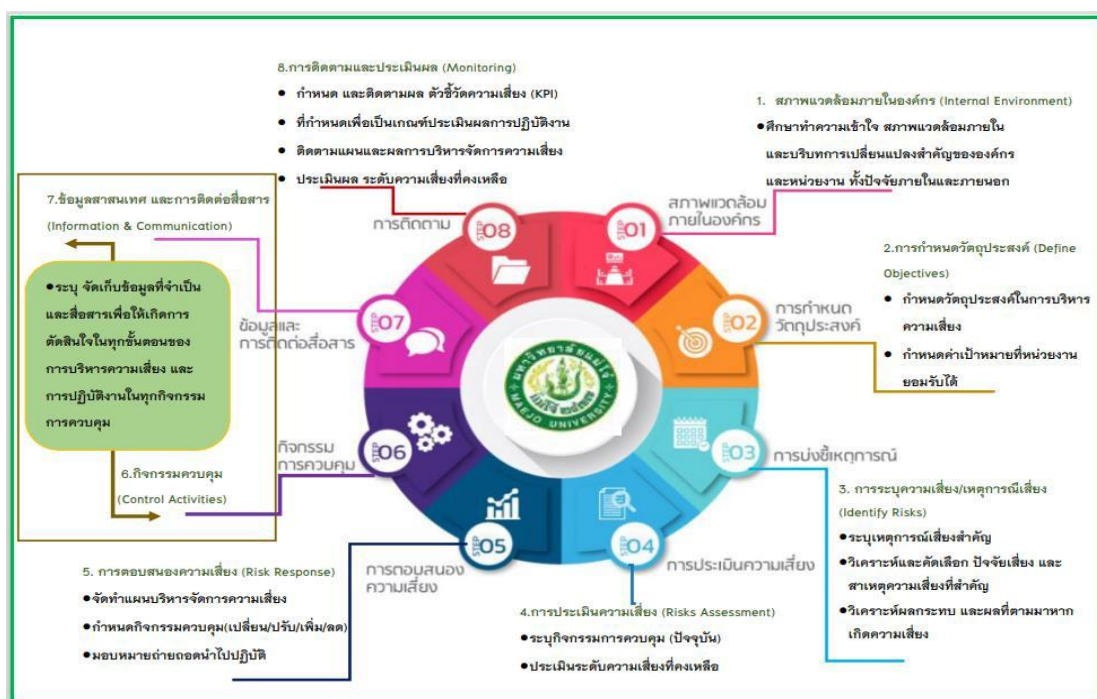 8.การติดตามและประเมินผล (Monitoring)
● กำหนด และติดตามผล ตัวชี้วัดความเสี่ยง (KPI)
● ที่กำหนดเพื่อเป็นเกณฑ์ประเมินผลการปฏิบัติงาน
● ติดตามแผนและผลการบริหารจัดการความเสี่ยง
● ประเมินผล ระดับความเสี่ยงที่คงเหลือ
1. สภาพแวดล้อมภายในองค์กร (Internal Environment)
●ศึกษาทำความเข้าใจ สภาพแวดล้อมภายใน
และบริบทการเปลี่ยนแปลงสำคัญขององค์กร
และหน่วยงาน ทั้งปัจจัยภายในและภายนอก
7.ข้อมูลสาสนเทศ และการติดต่อสื่อสาร
(Information & Communication)
●ระบุ จัดเก็บข้อมูลที่จำเป็น
และสื่อสารเพื่อให้เกิดการ
ตัดสินใจในทุกขั้นตอนของ
การบริหารความเสี่ยง และ
การปฏิบัติงานในทุกกิจกรรม
การควบคุม
6.กิจกรรมควบคุม
(Control Activities)
การติดตาม
STEP 08
STEP 01
สภาพแวดล้อม
ภายในองค์กร
2.การกำหนดวัตถุประสงค์ (Define
Objectives)
● กำหนดวัตถุประสงค์ในการบริหาร
ความเสี่ยง
● กำหนดค่าเป้าหมายที่หน่วยงาน
ยอมรับได้
ข้อมูลและ
การติดต่อสื่อสาร
STEP 07
STEP 02
การกำหนด
วัตถุประสงค์
มหาวิทยาลัยแม่โจ้
แม่โจ้ ๒๔๗๗
MAEJO UNIVERSITY
กิจกรรม
การควบคุม
STEP 06
STEP 03
การบ่งชี้เหตุการณ์
3. การระบุความเสี่ยง/เหตุการณ์เสี่ยง
(Identify Risks)
●ระบุเหตุการณ์เสี่ยงสำคัญ
●วิเคราะห์และคัดเลือก ปัจจัยเสี่ยง และ
สาเหตุความเสี่ยงที่สำคัญ
●วิเคราะห์ผลกระทบ และผลที่ตามมาหาก
เกิดความเสี่ยง
STEP 05
การตอบสนอง
ความเสี่ยง
STEP 04
การประเมินความเสี่ยง
5. การตอบสนองความเสี่ยง (Risk Response)
●จัดทำแผนบริหารจัดการความเสี่ยง
●กำหนดกิจกรรมควบคุม(เปลี่ยน/ปรับ/เพิ่ม/ลด)
●มอบหมายถ่ายถอดนำไปปฏิบัติ
4.การประเมินความเสี่ยง (Risks Assessment)
●ระบุกิจกรรมการควบคุม (ปัจจุบัน)
●ประเมินระดับความเสี่ยงที่คงเหลือ